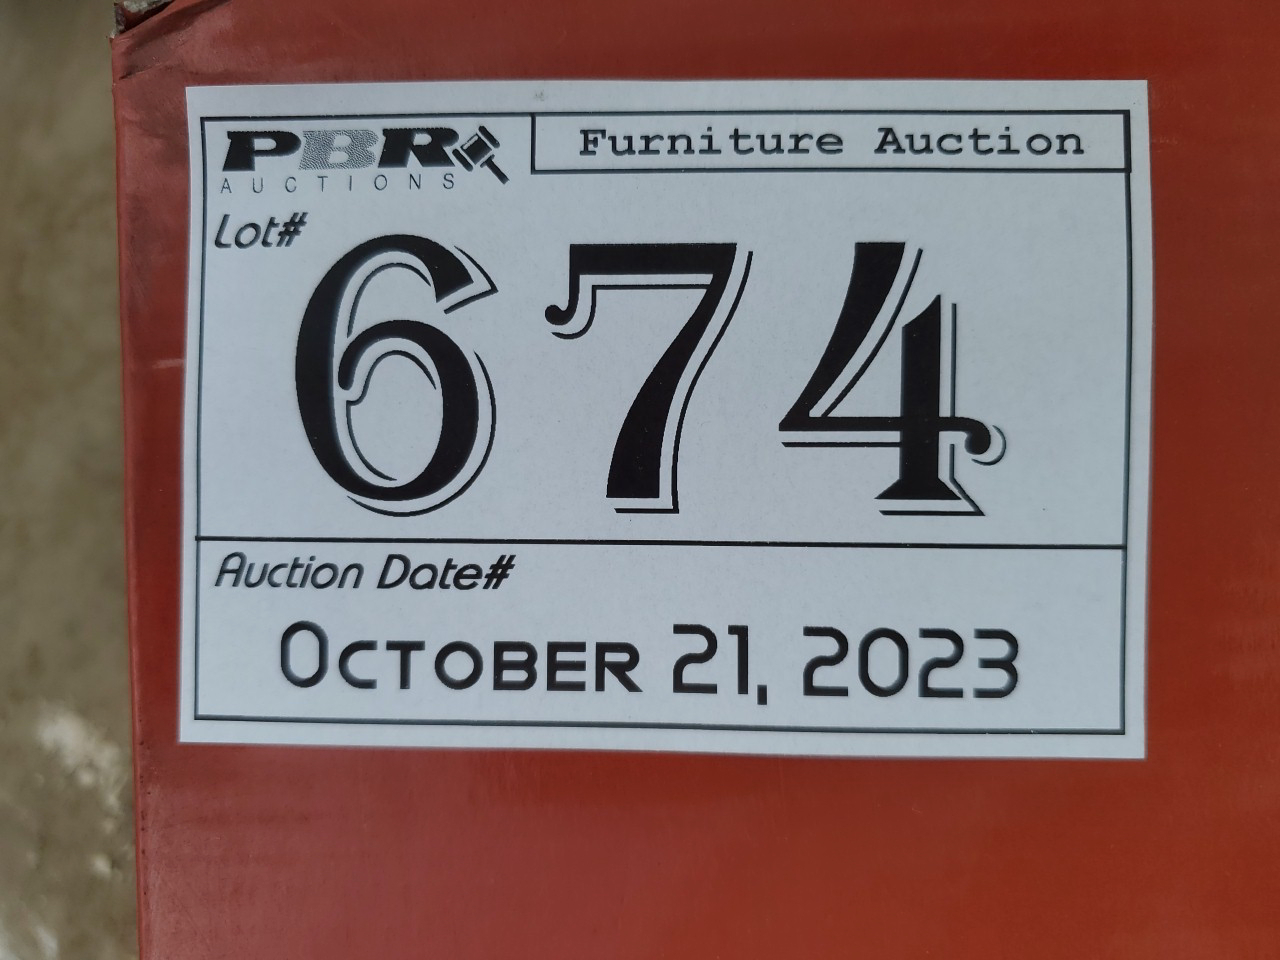 PBR
AUCTIONS
Furniture Auction
Lot#
674
Auction Date#
October 21, 2023